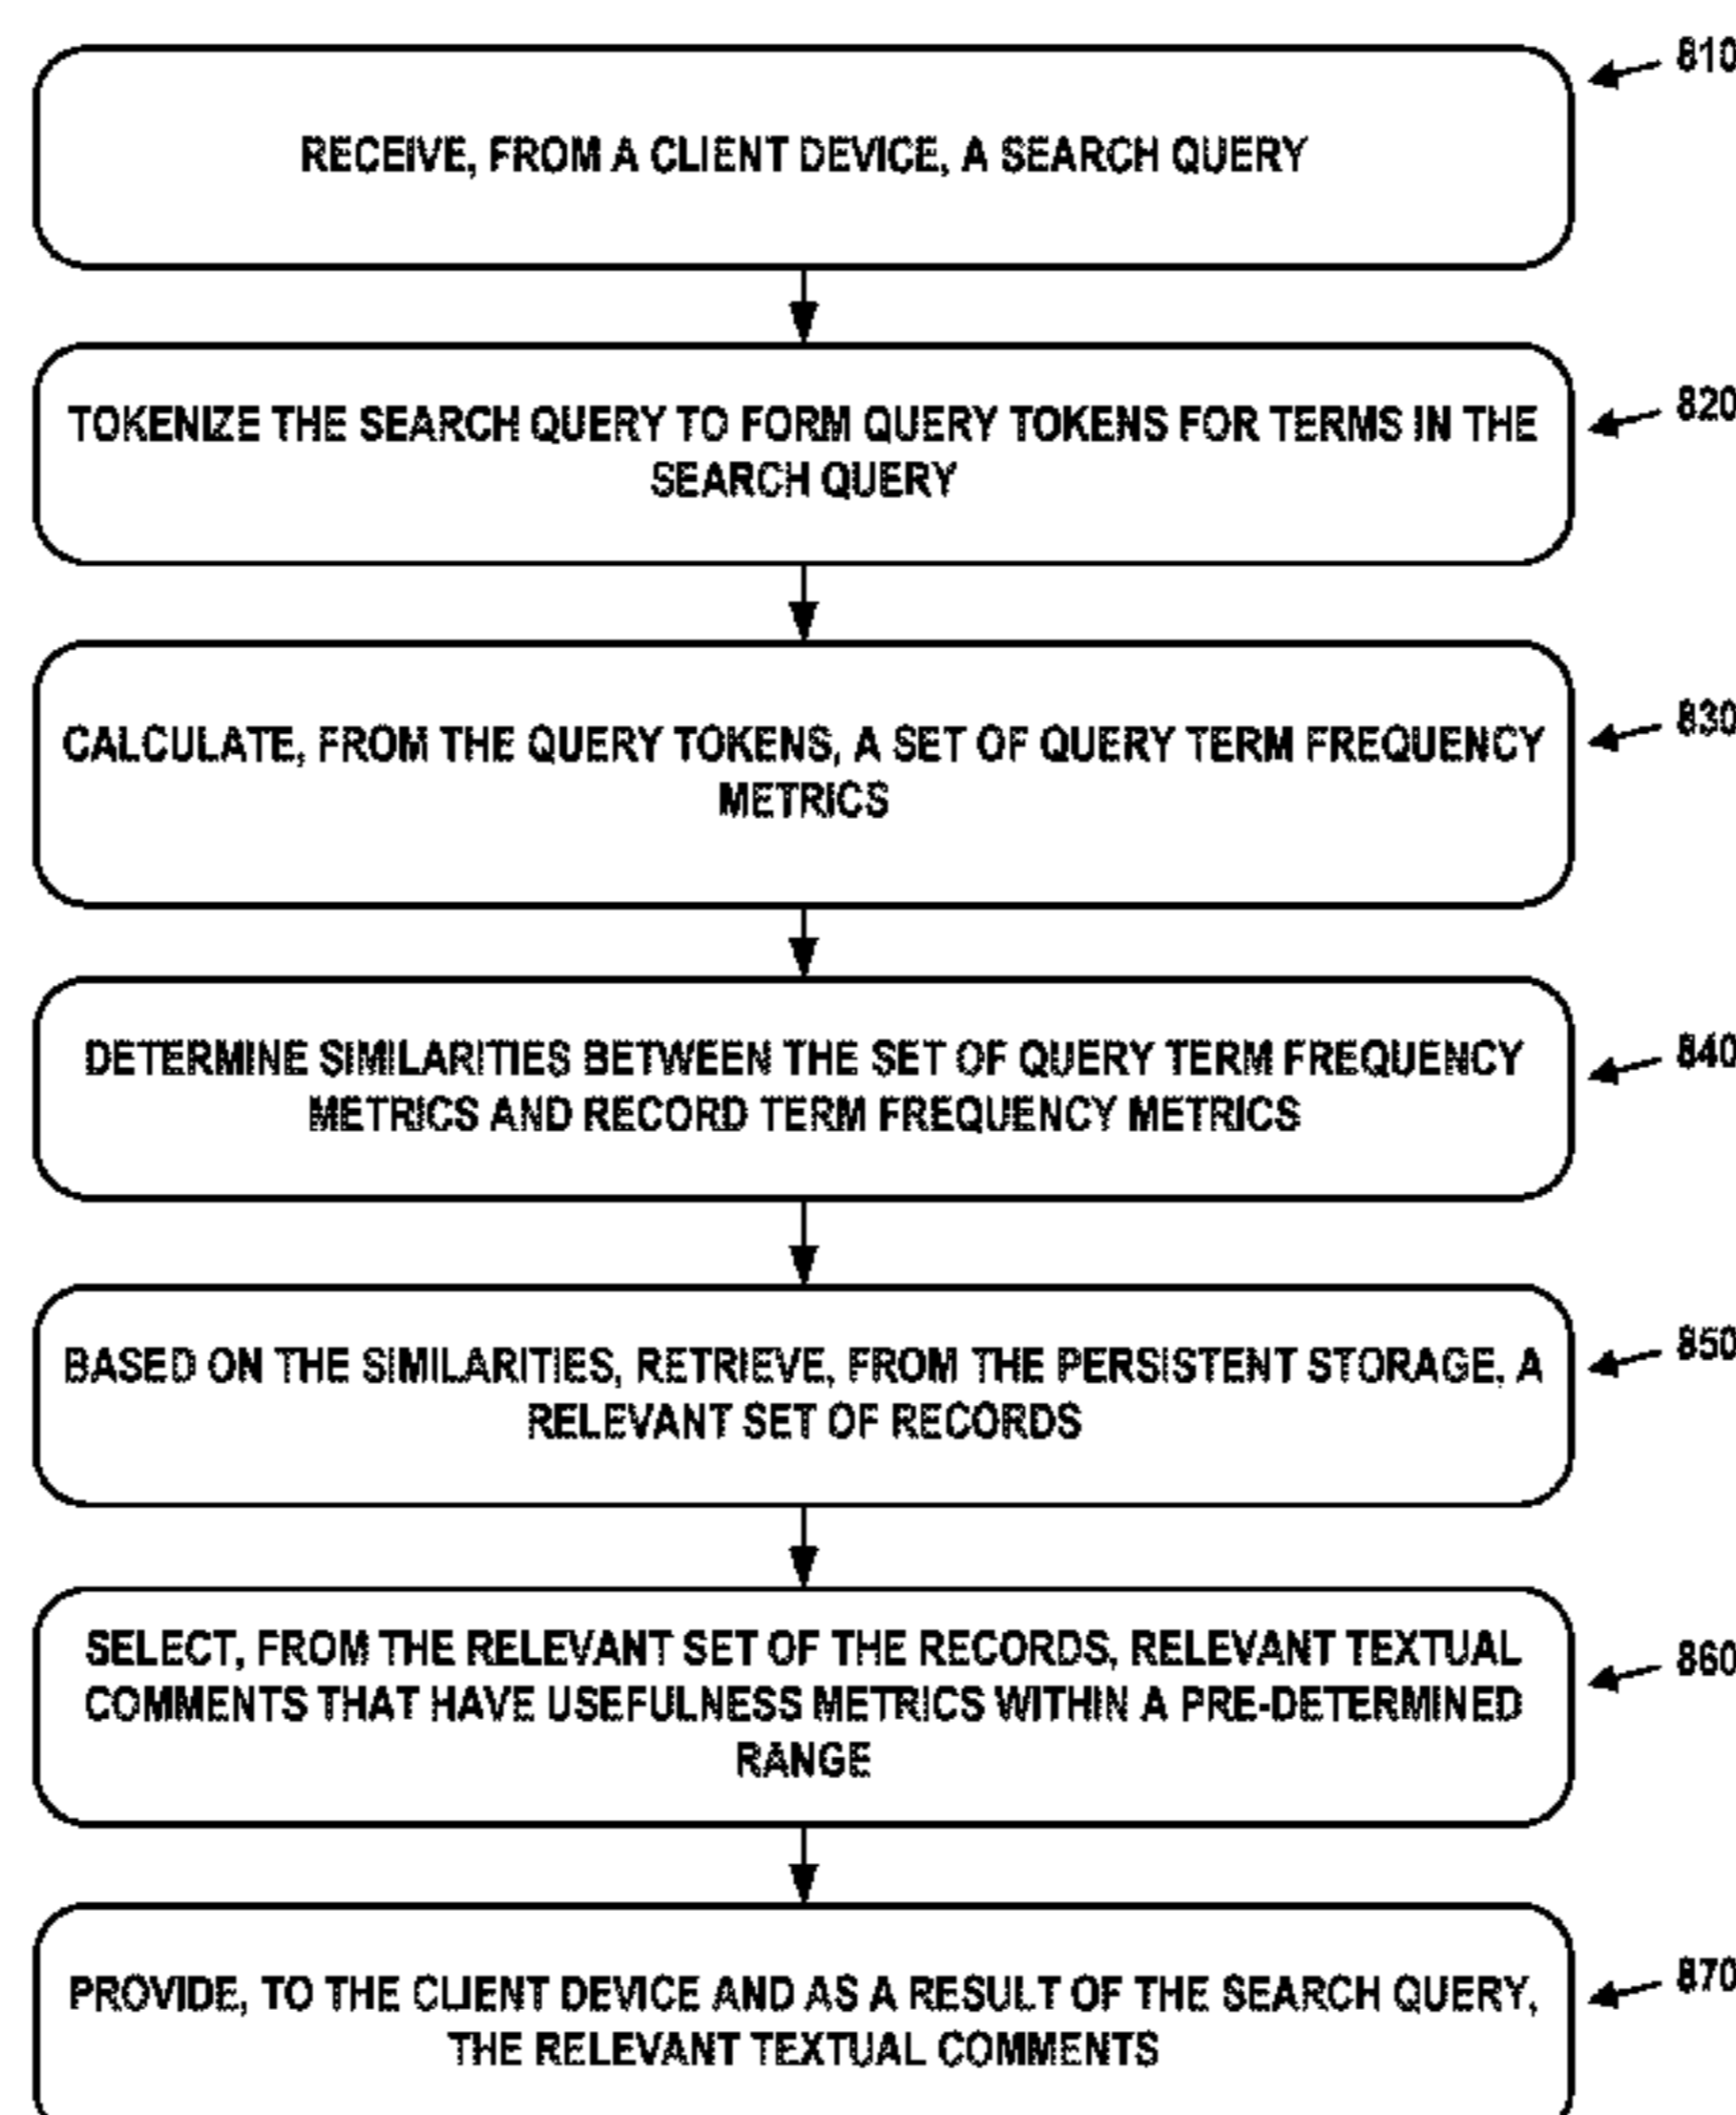 810
RECEIVE, FROM A CLIENT DEVICE, A SEARCH QUERY
820
TOKENIZE THE SEARCH QUERY TO FORM QUERY TOKENS FOR TERMS IN THE
SEARCH QUERY
830
CALCULATE, FROM THE QUERY TOKENS, A SET OF QUERY TERM FREQUENCY
METRICS
840
DETERMINE SIMILARITIES BETWEEN THE SET OF QUERY TERM FREQUENCY
METRICS AND RECORD TERM FREQUENCY METRICS
850
BASED ON THE SIMILARITIES, RETRIEVE, FROM THE PERSISTENT STORAGE, A
RELEVANT SET OF RECORDS
860
SELECT, FROM THE RELEVANT SET OF THE RECORDS, RELEVANT TEXTUAL
COMMENTS THAT HAVE USEFULNESS METRICS WITHIN A PRE-DETERMINED
RANGE
870
PROVIDE, TO THE CLIENT DEVICE AND AS A RESULT OF THE SEARCH QUERY,
THE RELEVANT TEXTUAL COMMENTS